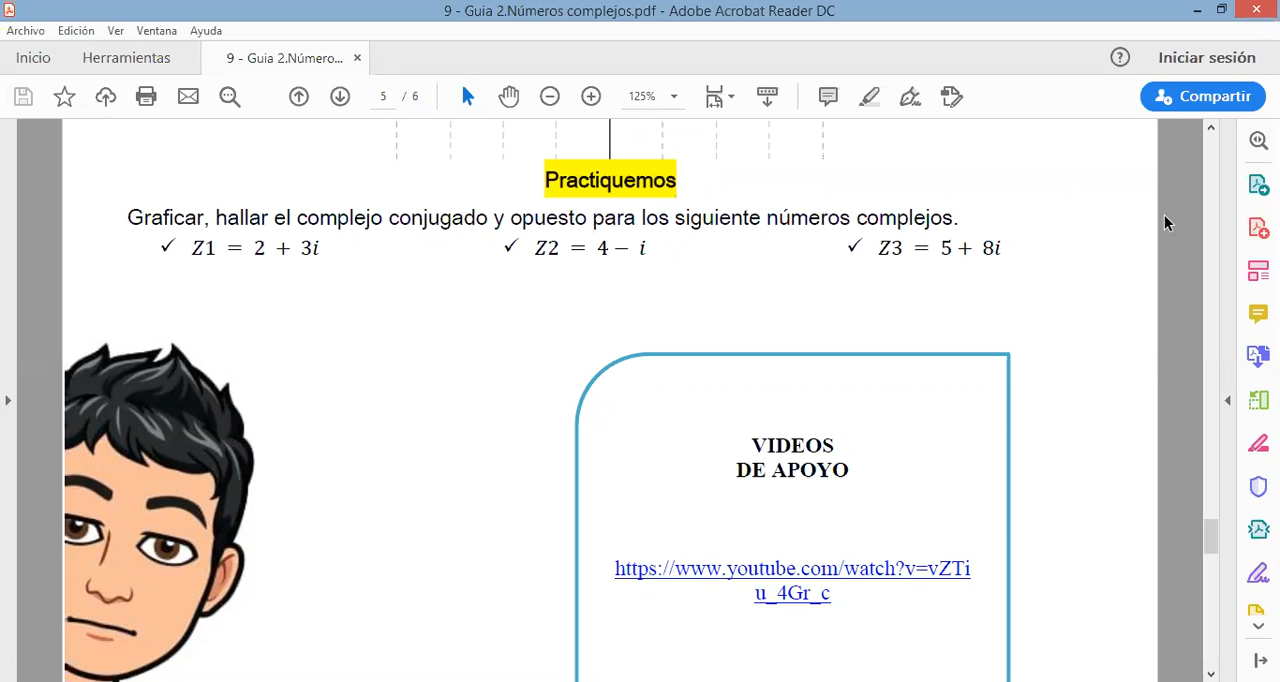 9 - Guia 2.Números complejos.pdf - Adobe Acrobat Reader DC
Archivo Edición Ver Ventana Ayuda
Inicio Herramientas 9 - Guia 2.Número... × Iniciar sesión
5 / 6 125% Compartir
Practiquemos
Graficar, hallar el complejo conjugado y opuesto para los siguiente números complejos.
✓ Z1 = 2 + 3i ✓ Z2 = 4 − i ✓ Z3 = 5 + 8i
VIDEOS
DE APOYO
https://www.youtube.com/watch?v=vZTi
u_4Gr_c